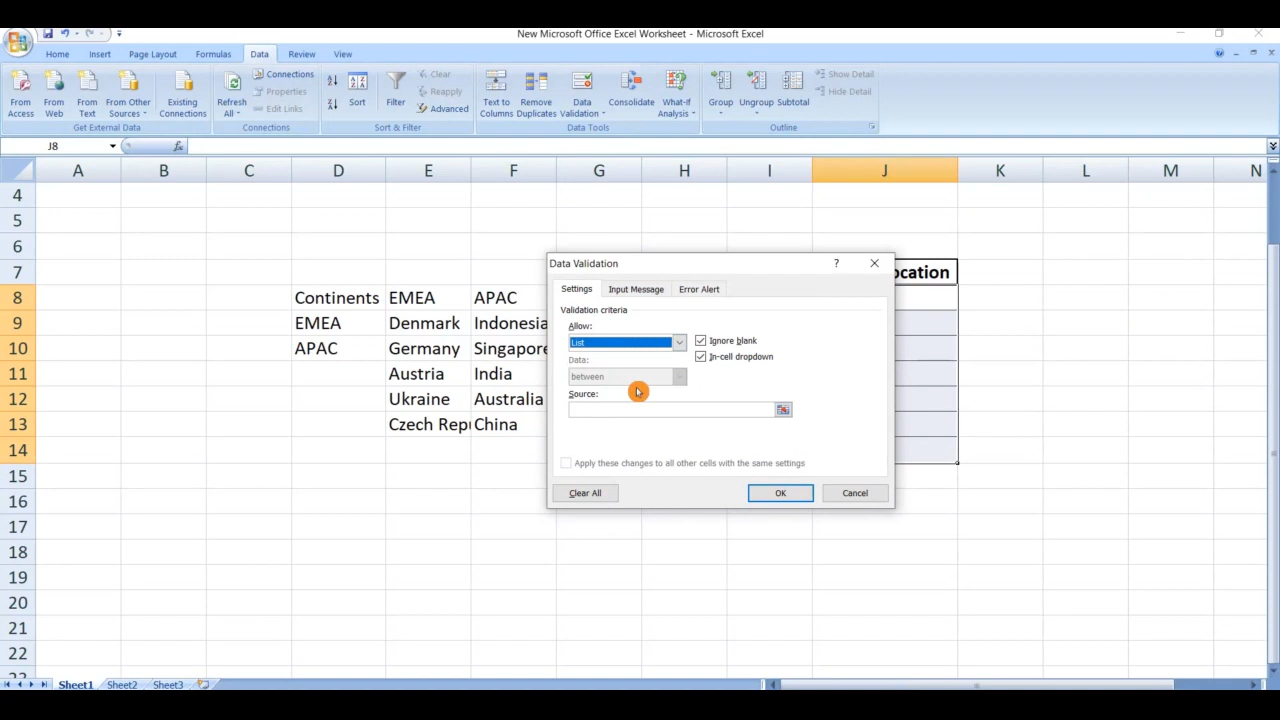 New Microsoft Office Excel Worksheet - Microsoft Excel
Home Insert Page Layout Formulas Data Review View
From Access
From Web
From Text
From Other Sources
Existing Connections
Get External Data
Refresh All
Connections
Properties
Edit Links
Connections
Sort
Filter
Clear
Reapply
Advanced
Sort & Filter
Text to Columns
Remove Duplicates
Data Validation
Consolidate
What-If Analysis
Data Tools
Group
Ungroup
Subtotal
Show Detail
Hide Detail
Outline
J8 fx
A B C D E F G H I J K L M N
4
5
6
7 ocation
8 Continents EMEA APAC
9 EMEA Denmark Indonesia
10 APAC Germany Singapore
11 Austria India
12 Ukraine Australia
13 Czech Rep China
14
15
16
17
18
19
20
21
22
23
Data Validation ?
Settings Input Message Error Alert
Validation criteria
Allow:
List
Ignore blank
In-cell dropdown
Data:
between
Source:
Apply these changes to all other cells with the same settings
Clear All OK Cancel
Sheet1 Sheet2 Sheet3